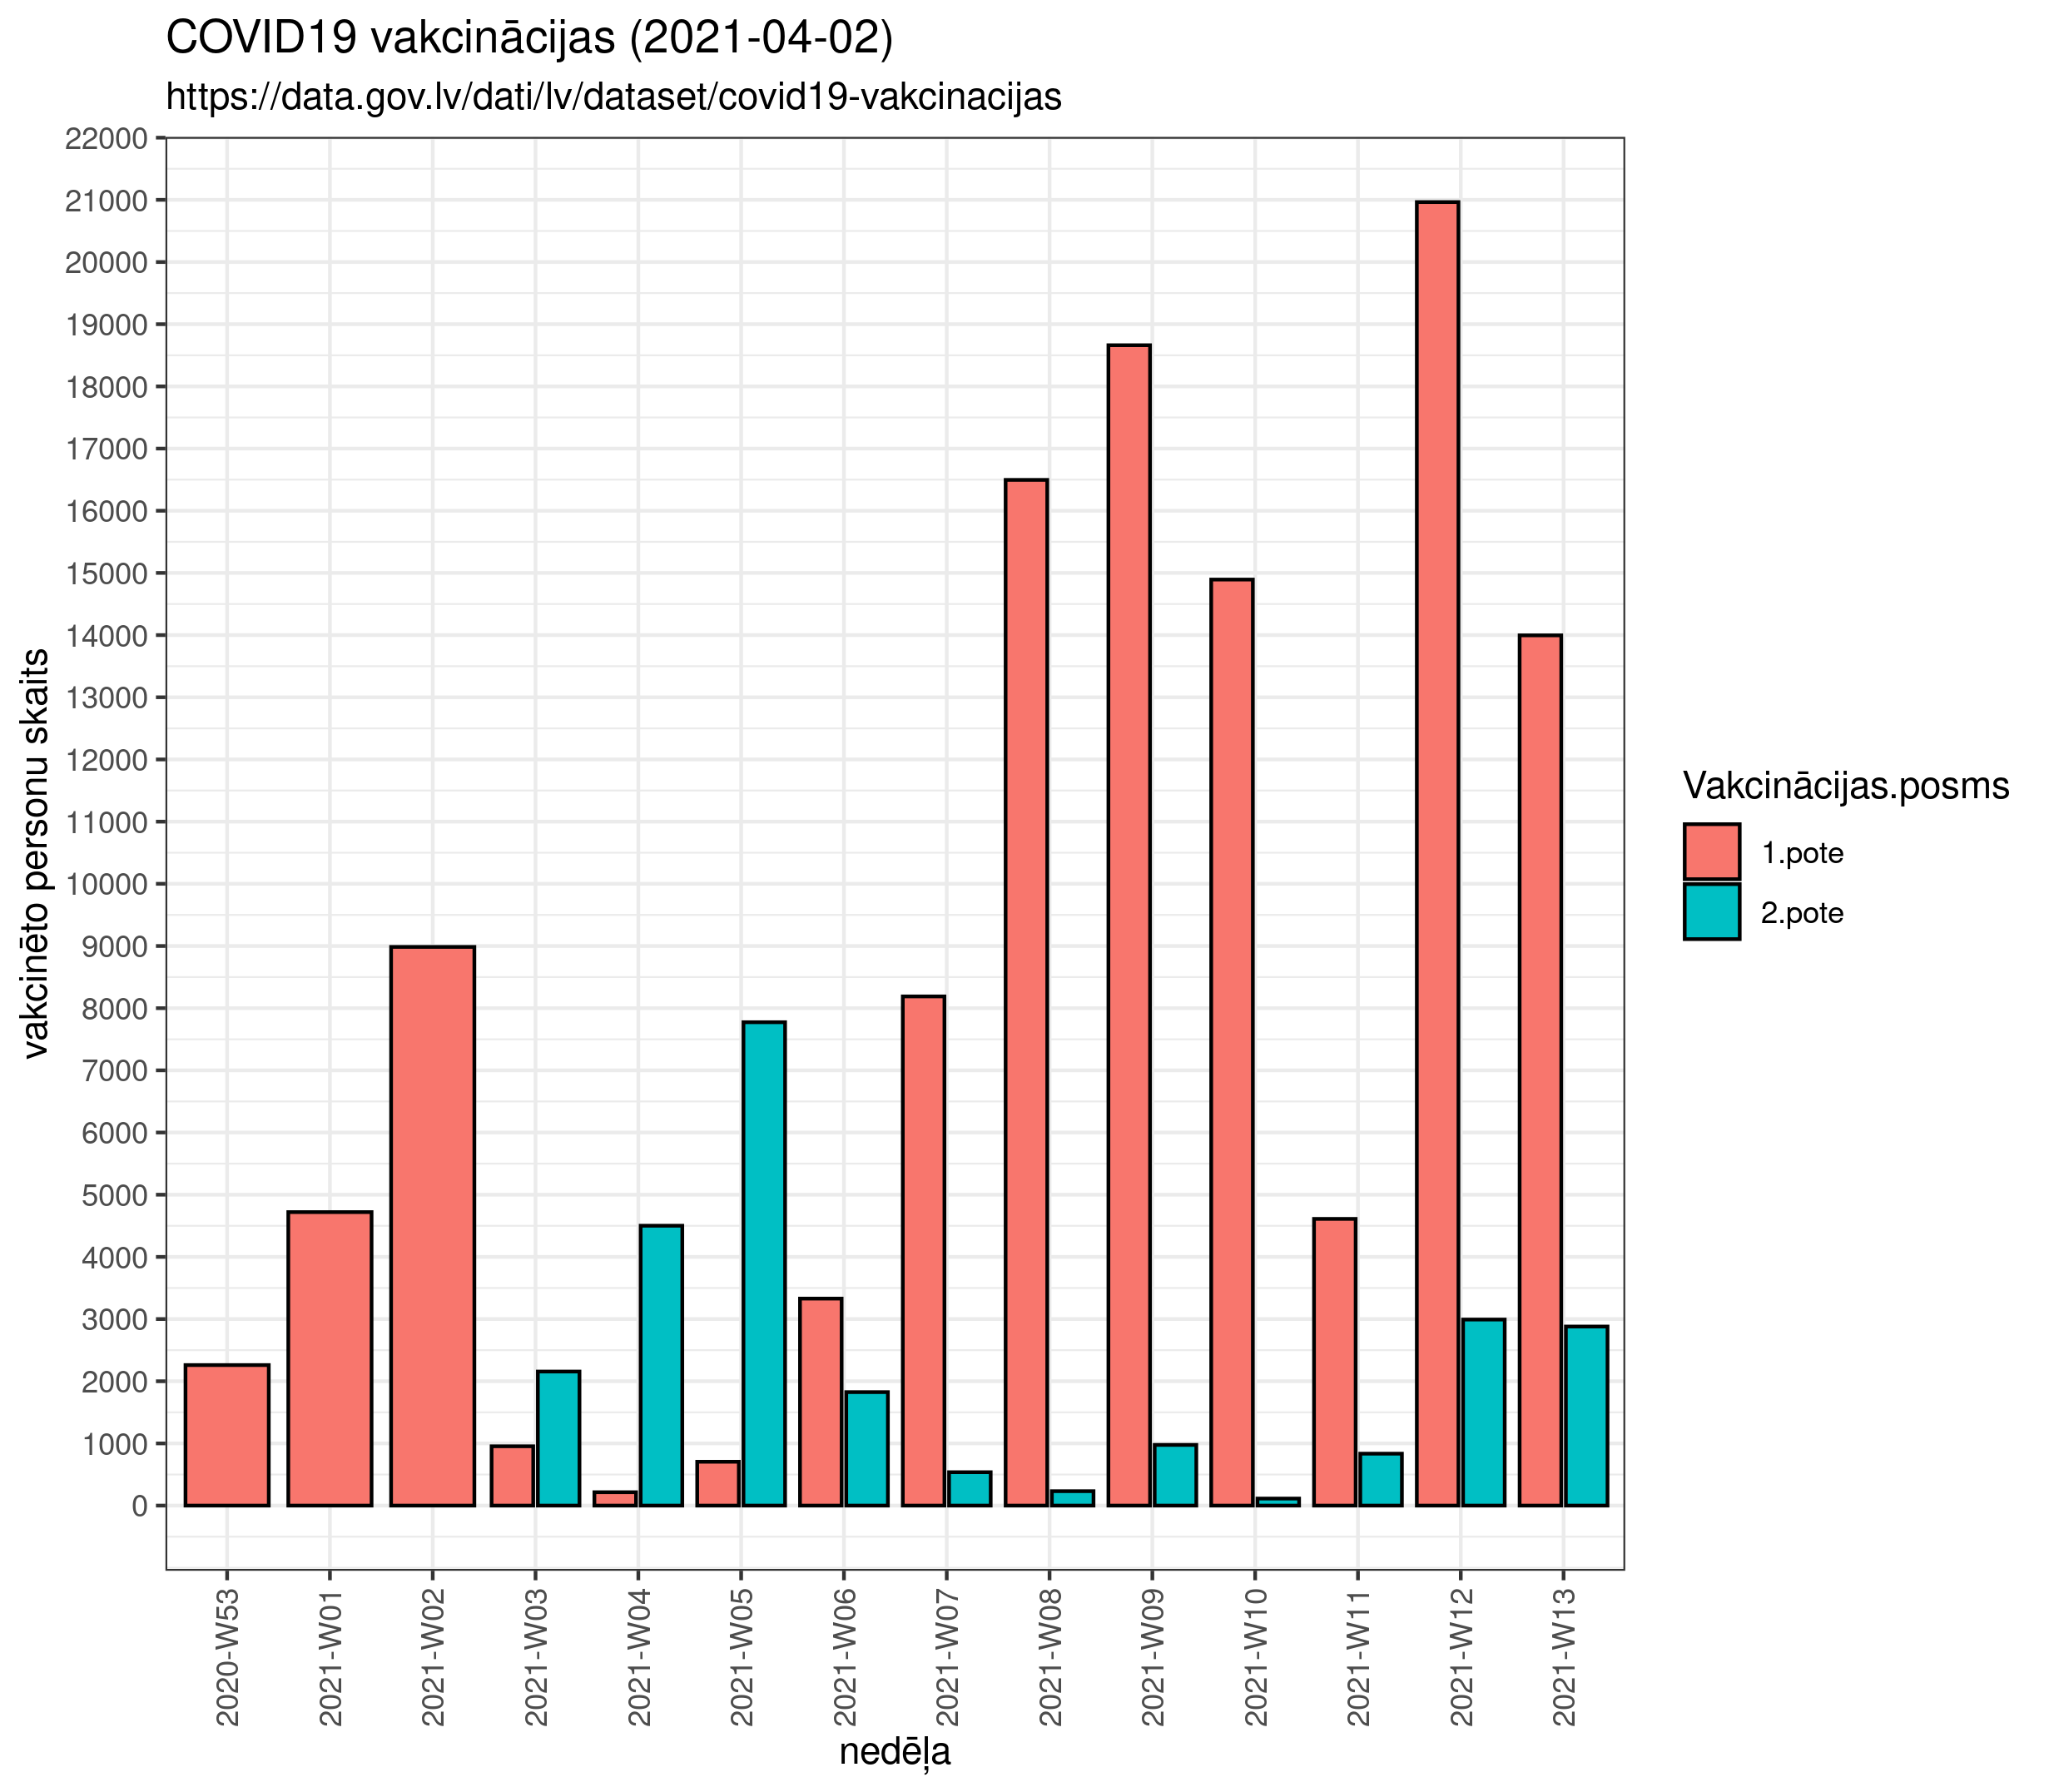 COVID19 vakcinācijas (2021-04-02)
https://data.gov.lv/dati/lv/dataset/covid19-vakcinacijas
vakcinēto personu skaits
22000
21000
20000
19000
18000
17000
16000
15000
14000
13000
12000
11000
10000
9000
8000
7000
6000
5000
4000
3000
2000
1000
0
2020-W53
2021-W01
2021-W02
2021-W03
2021-W04
2021-W05
2021-W06
2021-W07
2021-W08
2021-W09
2021-W10
2021-W11
2021-W12
2021-W13
nedēļa
Vakcinācijas.posms
1.pote
2.pote